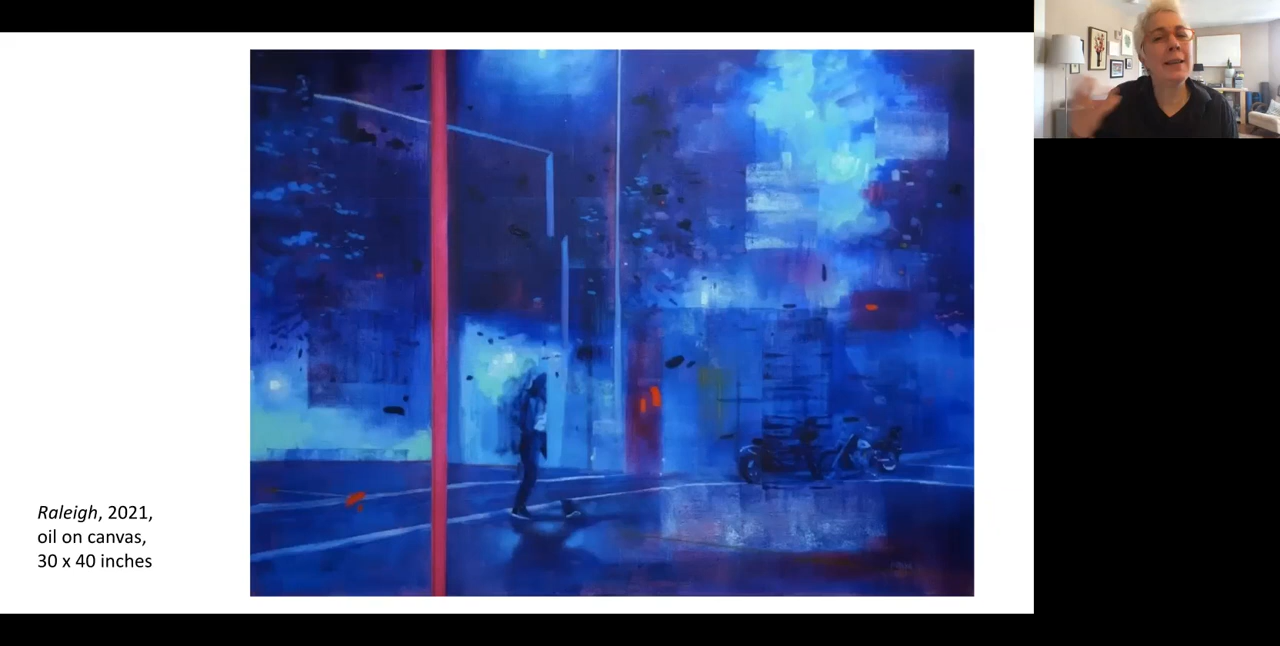 Raleigh, 2021,
oil on canvas,
30 x 40 inches